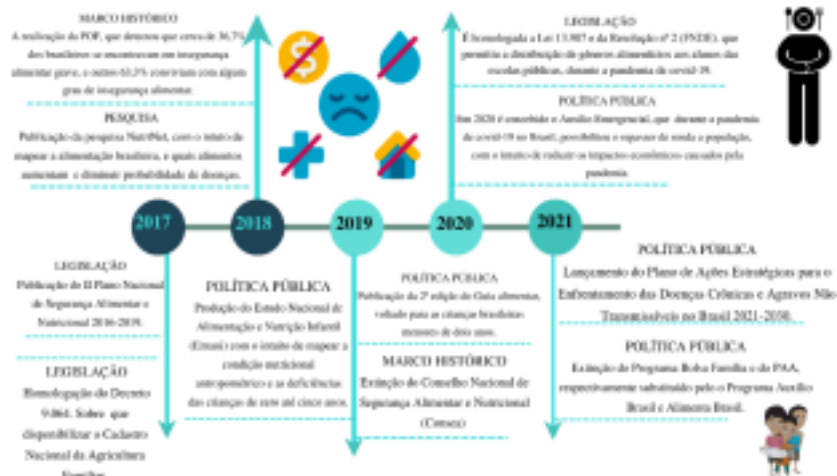 MARCO HISTÓRICO
A realização da POF, que denotou que cerca de 36,7%
dos brasileiros se encontravam em insegurança
alimentar grave, e outros 63,3% conviviam com algum
grau de insegurança alimentar.
PESQUISA
Publicação da pesquisa NutriNet, com o intuito de
mapear a alimentação brasileira, e quais alimentos
aumentam e diminuir probabilidade de doenças.
LEGISLAÇÃO
É homologada a Lei 13.987 e da Resolução nº 2 (FNDE), que
permitia a distribuição de gêneros alimentícios aos alunos das
escolas públicas, durante a pandemia de covid-19.
POLÍTICA PÚBLICA
Em 2020 é concebido o Auxílio Emergencial, que durante a pandemia
de covid-19 no Brasil, possibilitou o repasse de renda a população,
com o intuito de reduzir os impactos econômicos causados pela
pandemia.
2017
2018
2019
2020
2021
LEGISLAÇÃO
Publicação do II Plano Nacional
de Segurança Alimentar e
Nutricional 2016-2019.
LEGISLAÇÃO
Homologação do Decreto
9.064. Sobre que
disponibilizar o Cadastro
Nacional da Agricultura
Familiar
POLÍTICA PÚBLICA
Produção do Estudo Nacional de
Alimentação e Nutrição Infantil
(Enani) com o intuito de mapear a
condição nutricional
antropométrico e as deficiências
das crianças de zero até cinco anos.
POLÍTICA PÚBLICA
Publicação da 2ª edição do Guia alimentar,
voltado para as crianças brasileiras
menores de dois anos.
MARCO HISTÓRICO
Extinção do Conselho Nacional de
Segurança Alimentar e Nutricional
(Consea)
POLÍTICA PÚBLICA
Lançamento do Plano de Ações Estratégicas para o
Enfrentamento das Doenças Crônicas e Agravos Não
Transmissíveis no Brasil 2021-2030.
POLÍTICA PÚBLICA
Extinção do Programa Bolsa Família e do PAA,
respectivamente substituído pelo o Programa Auxílio
Brasil e Alimenta Brasil.